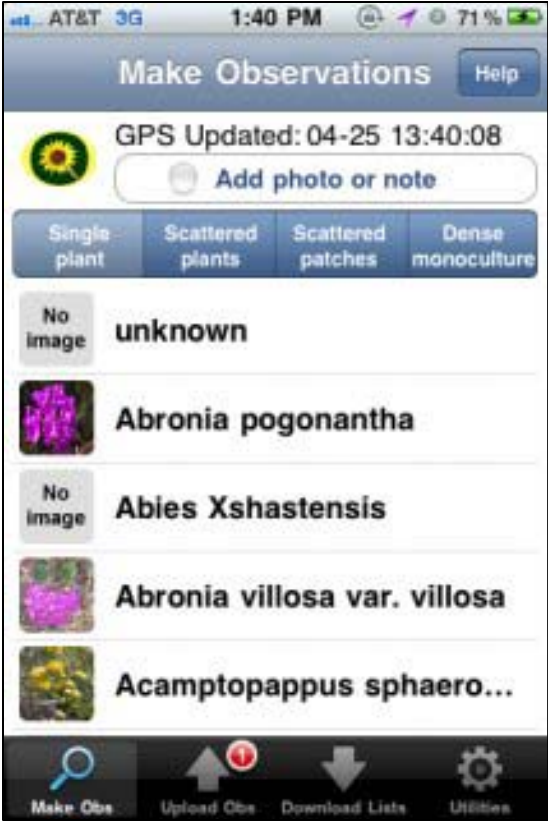 AT&T 3G 1:40 PM 71%
Make Observations Help
GPS Updated: 04-25 13:40:08
Add photo or note
Single plant Scattered plants Scattered patches Dense monoculture
No image unknown
Abronia pogonantha
No image Abies Xshastensis
Abronia villosa var. villosa
Acamptopappus sphaero...
1
Make Obs Upload Obs Download Lists Utilities